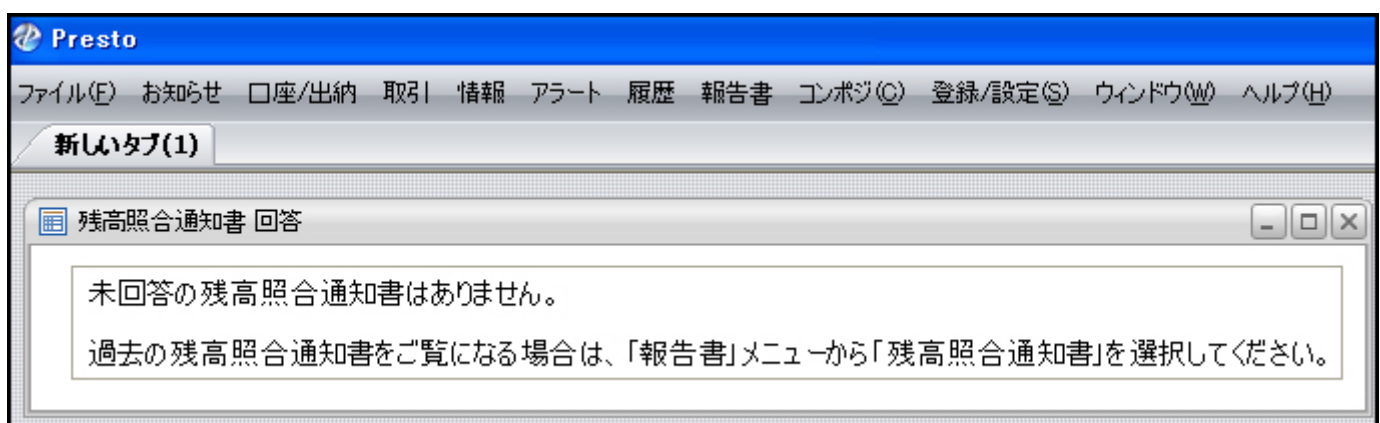 Presto
ファイル(F) お知らせ 口座/出納 取引 情報 アラート 履歴 報告書 コンポジ(C) 登録/設定(S) ウィンドウ(W) ヘルプ(H)
新しいタブ(1)
残高照合通知書 回答
未回答の残高照合通知書はありません。
過去の残高照合通知書をご覧になる場合は、「報告書」メニューから「残高照合通知書」を選択してください。